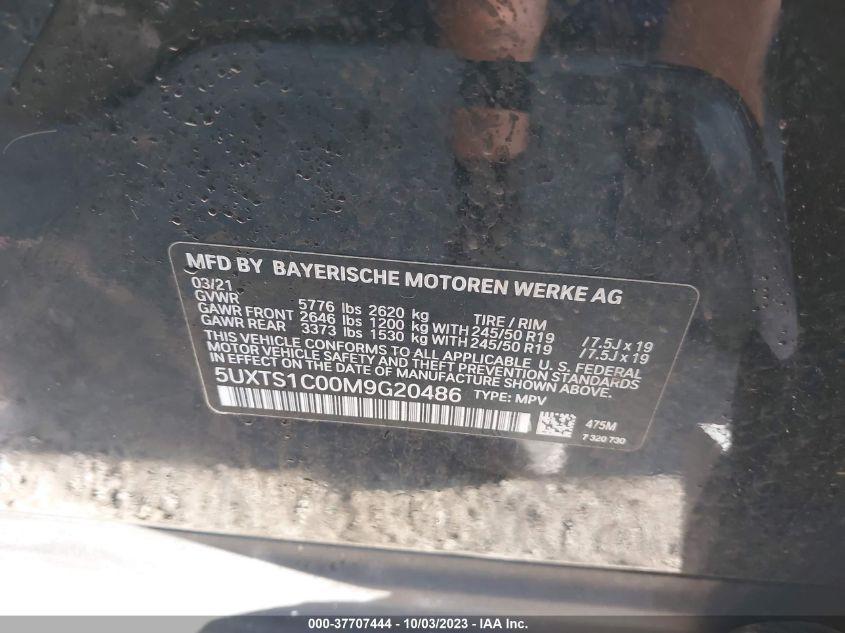 MFD BY BAYERISCHE MOTOREN WERKE AG
03/21
GVWR 5776 lbs 2620 kg TIRE / RIM
GAWR FRONT 2646 lbs 1200 kg WITH 245/50 R19 /7.5J x 19
GAWR REAR 3373 lbs 1530 kg WITH 245/50 R19 /7.5J x 19
THIS VEHICLE CONFORMS TO ALL APPLICABLE U. S. FEDERAL
MOTOR VEHICLE SAFETY AND THEFT PREVENTION STANDARDS
IN EFFECT ON THE DATE OF MANUFACTURE SHOWN ABOVE.
5UXTS1C00M9G20486 TYPE: MPV
475M
7 320 730
000-37707444 - 10/03/2023 - IAA Inc.